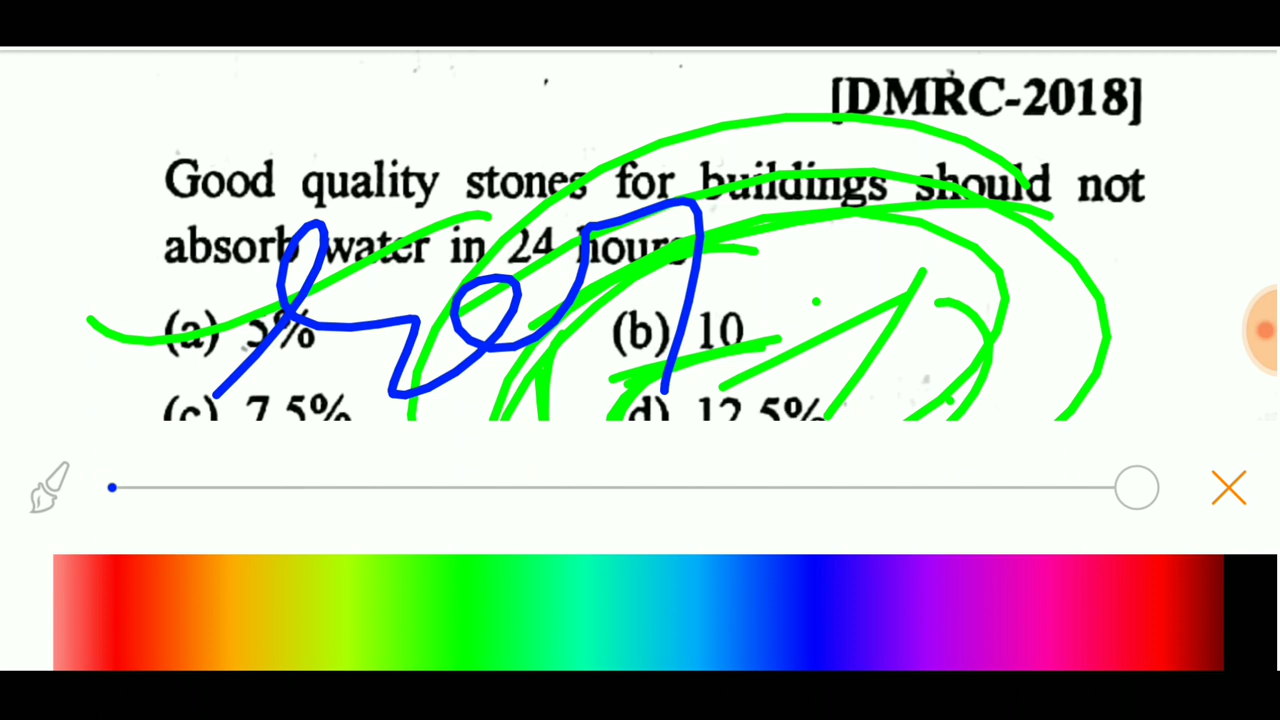 [DMRC-2018]
Good quality stones for buildings should not
absorb water in 24 hours
(a) 5% (b) 10
(c) 7.5% (d) 12.5%